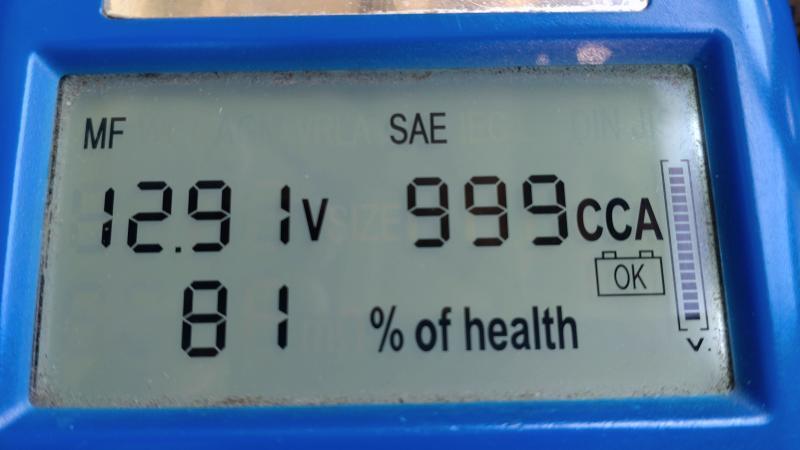 MF SAE
12.91V 999CCA
OK
81 % of health
V